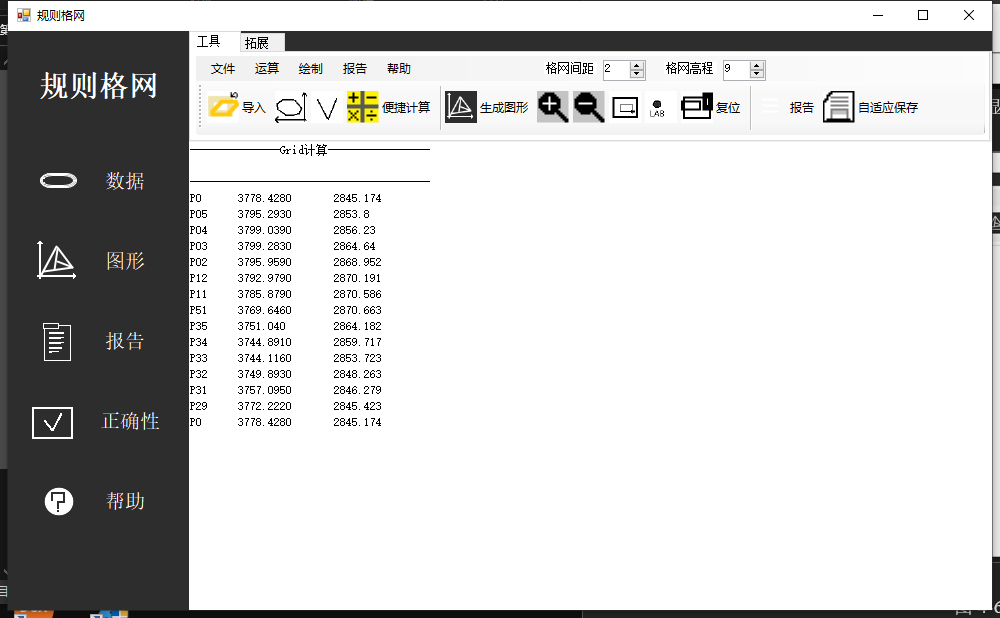 规则格网
规则格网
数据
图形
报告
正确性
帮助
工具 拓展
文件 运算 绘制 报告 帮助 格网间距 2 格网高程 9
导入 便捷计算 生成图形 LAB 复位 报告 自适应保存
———————Grid计算————————
P0 3778.4280 2845.174
P05 3795.2930 2853.8
P04 3799.0390 2856.23
P03 3799.2830 2864.64
P02 3795.9590 2868.952
P12 3792.9790 2870.191
P11 3785.8790 2870.586
P51 3769.6460 2870.663
P35 3751.040 2864.182
P34 3744.8910 2859.717
P33 3744.1160 2853.723
P32 3749.8930 2848.263
P31 3757.0950 2846.279
P29 3772.2220 2845.423
P0 3778.4280 2845.174